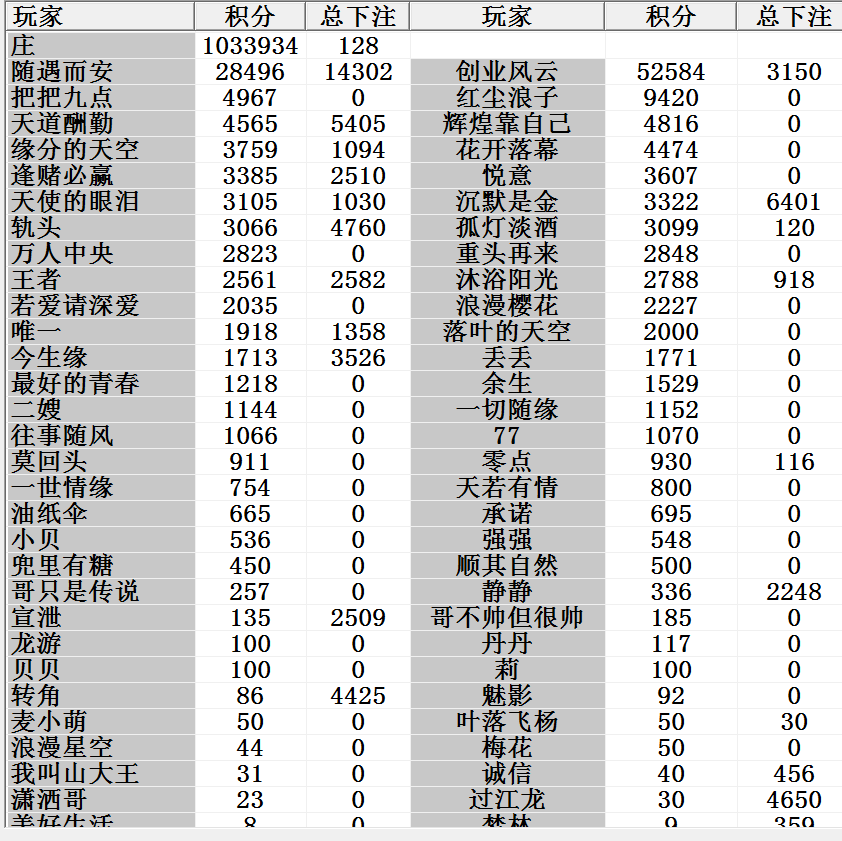 玩家 积分 总下注 玩家 积分 总下注
庄 1033934 128
随遇而安 28496 14302 创业风云 52584 3150
把把九点 4967 0 红尘浪子 9420 0
天道酬勤 4565 5405 辉煌靠自己 4816 0
缘分的天空 3759 1094 花开落幕 4474 0
逢赌必赢 3385 2510 悦意 3607 0
天使的眼泪 3105 1030 沉默是金 3322 6401
轨头 3066 4760 孤灯淡酒 3099 120
万人中央 2823 0 重头再来 2848 0
王者 2561 2582 沐浴阳光 2788 918
若爱请深爱 2035 0 浪漫樱花 2227 0
唯一 1918 1358 落叶的天空 2000 0
今生缘 1713 3526 丢丢 1771 0
最好的青春 1218 0 余生 1529 0
二嫂 1144 0 一切随缘 1152 0
往事随风 1066 0 77 1070 0
莫回头 911 0 零点 930 116
一世情缘 754 0 天若有情 800 0
油纸伞 665 0 承诺 695 0
小贝 536 0 强强 548 0
兜里有糖 450 0 顺其自然 500 0
哥只是传说 257 0 静静 336 2248
宣泄 135 2509 哥不帅但很帅 185 0
龙游 100 0 丹丹 117 0
贝贝 100 0 莉 100 0
转角 86 4425 魅影 92 0
麦小萌 50 0 叶落飞杨 50 30
浪漫星空 44 0 梅花 50 0
我叫山大王 31 0 诚信 40 456
潇洒哥 23 0 过江龙 30 4650
美好生活 8 0 梦林 9 359